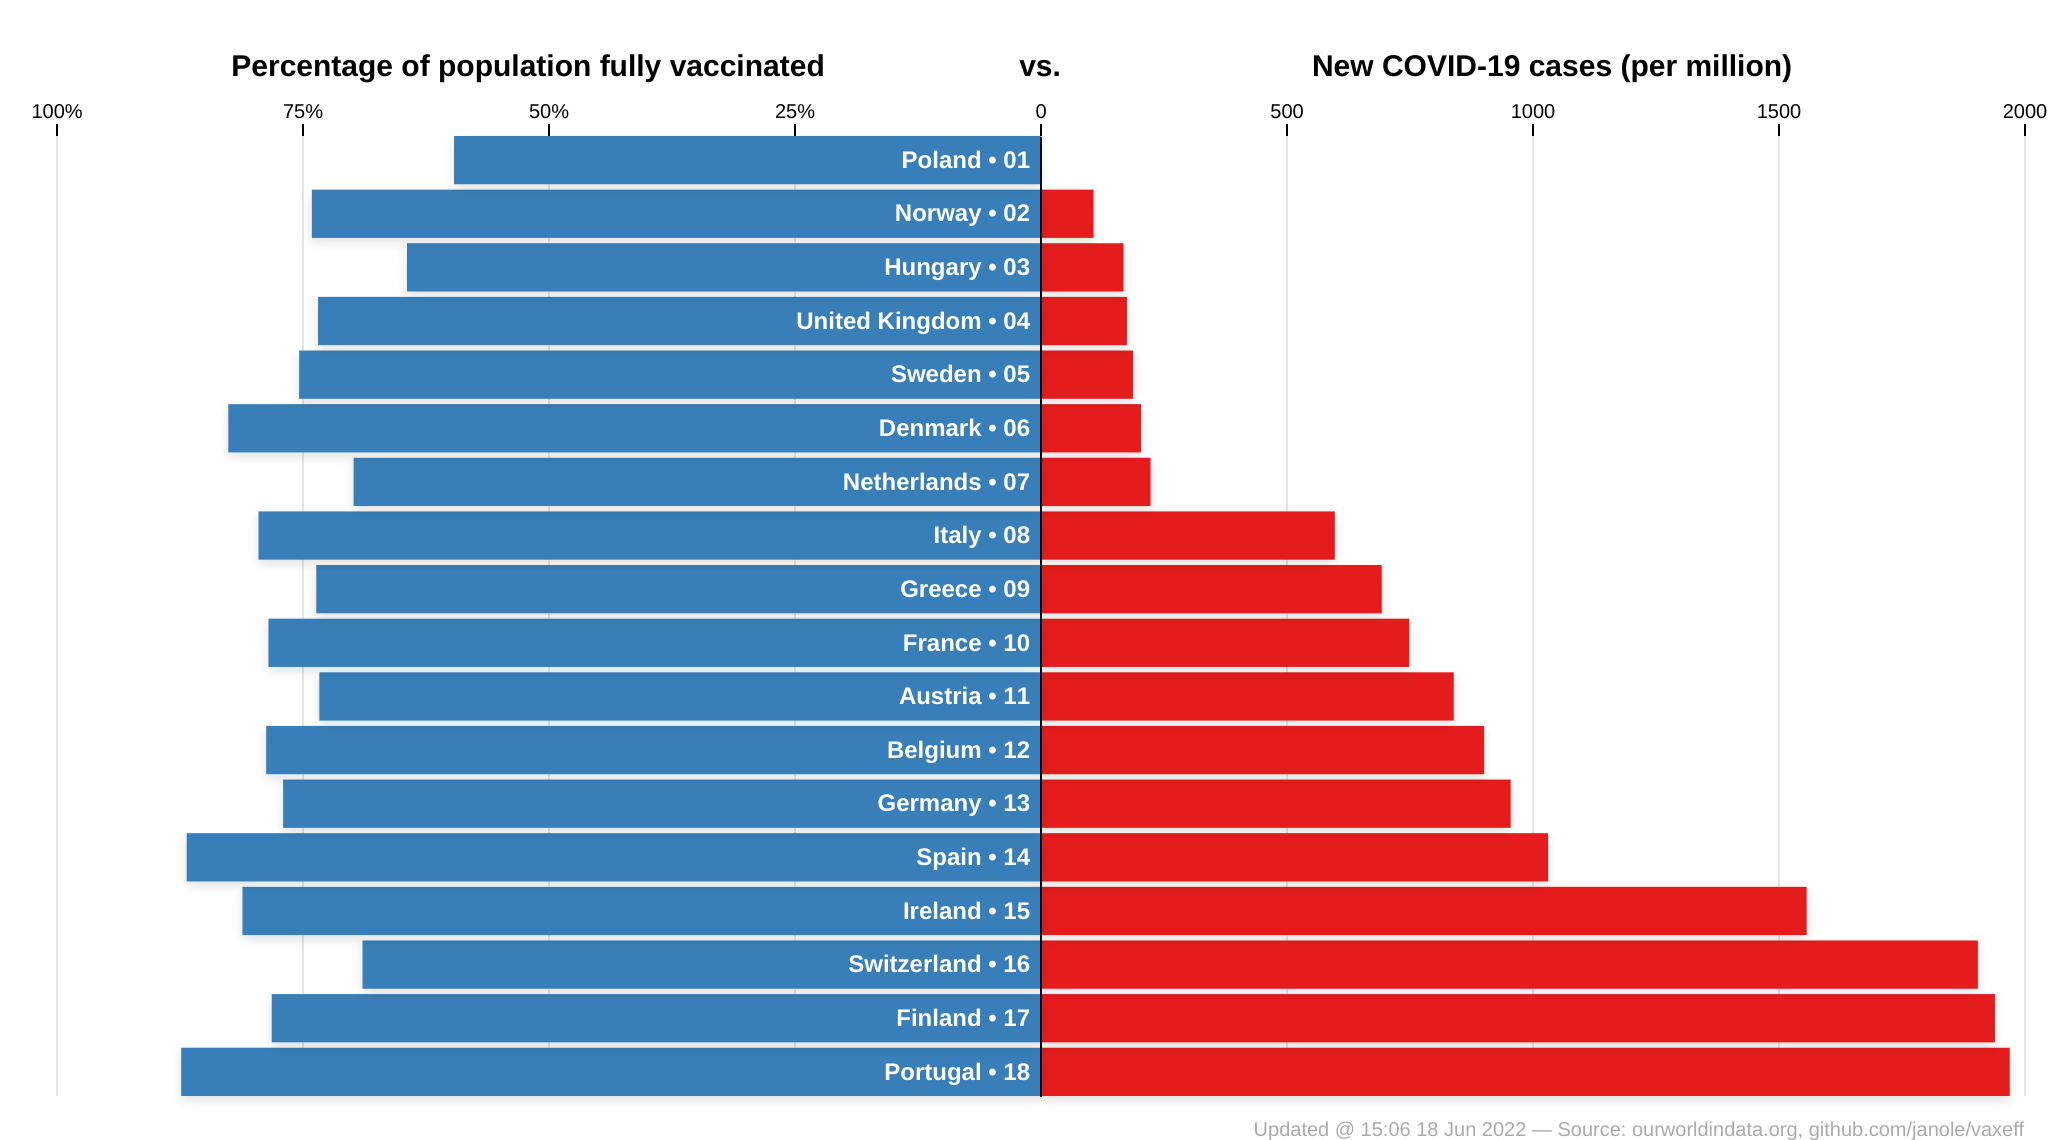 Percentage of population fully vaccinated vs. New COVID-19 cases (per million)
100% 75% 50% 25% 0 500 1000 1500 2000
Poland • 01
Norway • 02
Hungary • 03
United Kingdom • 04
Sweden • 05
Denmark • 06
Netherlands • 07
Italy • 08
Greece • 09
France • 10
Austria • 11
Belgium • 12
Germany • 13
Spain • 14
Ireland • 15
Switzerland • 16
Finland • 17
Portugal • 18
Updated @ 15:06 18 Jun 2022 — Source: ourworldindata.org, github.com/janole/vaxeff